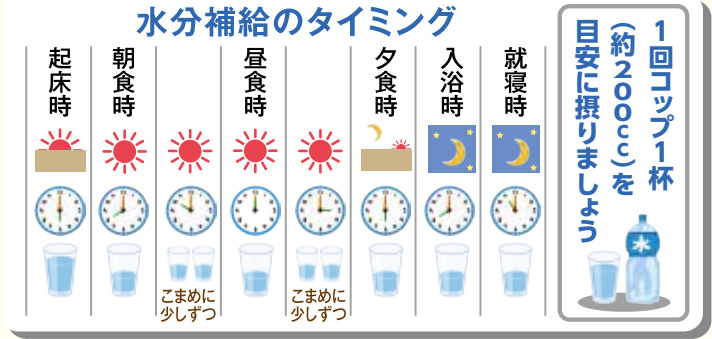 水分補給のタイミング
起床時
朝食時
こまめに
少しずつ
昼食時
こまめに
少しずつ
夕食時
入浴時
就寝時
1回コップ1杯
(約200cc)を
目安に摂りましょう
水